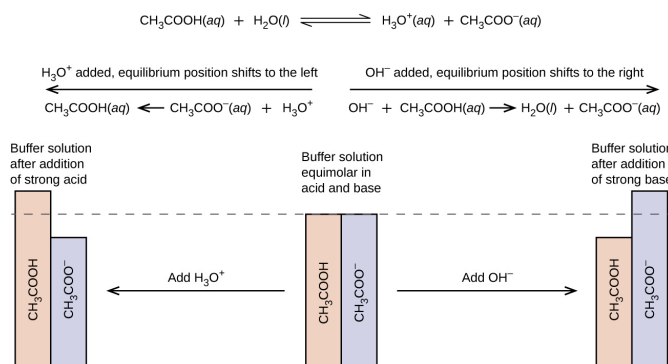 CH₃COOH(aq) + H₂O(l) ⇌ H₃O⁺(aq) + CH₃COO⁻(aq)
H₃O⁺ added, equilibrium position shifts to the left
OH⁻ added, equilibrium position shifts to the right
CH₃COOH(aq) ← CH₃COO⁻(aq) + H₃O⁺
OH⁻ + CH₃COOH(aq) → H₂O(l) + CH₃COO⁻(aq)
Buffer solution
after addition
of strong acid
Buffer solution
equimolar in
acid and base
Buffer solution
after addition
of strong base
CH₃COOH
CH₃COO⁻
Add H₃O⁺
CH₃COOH
CH₃COO⁻
Add OH⁻
CH₃COOH
CH₃COO⁻